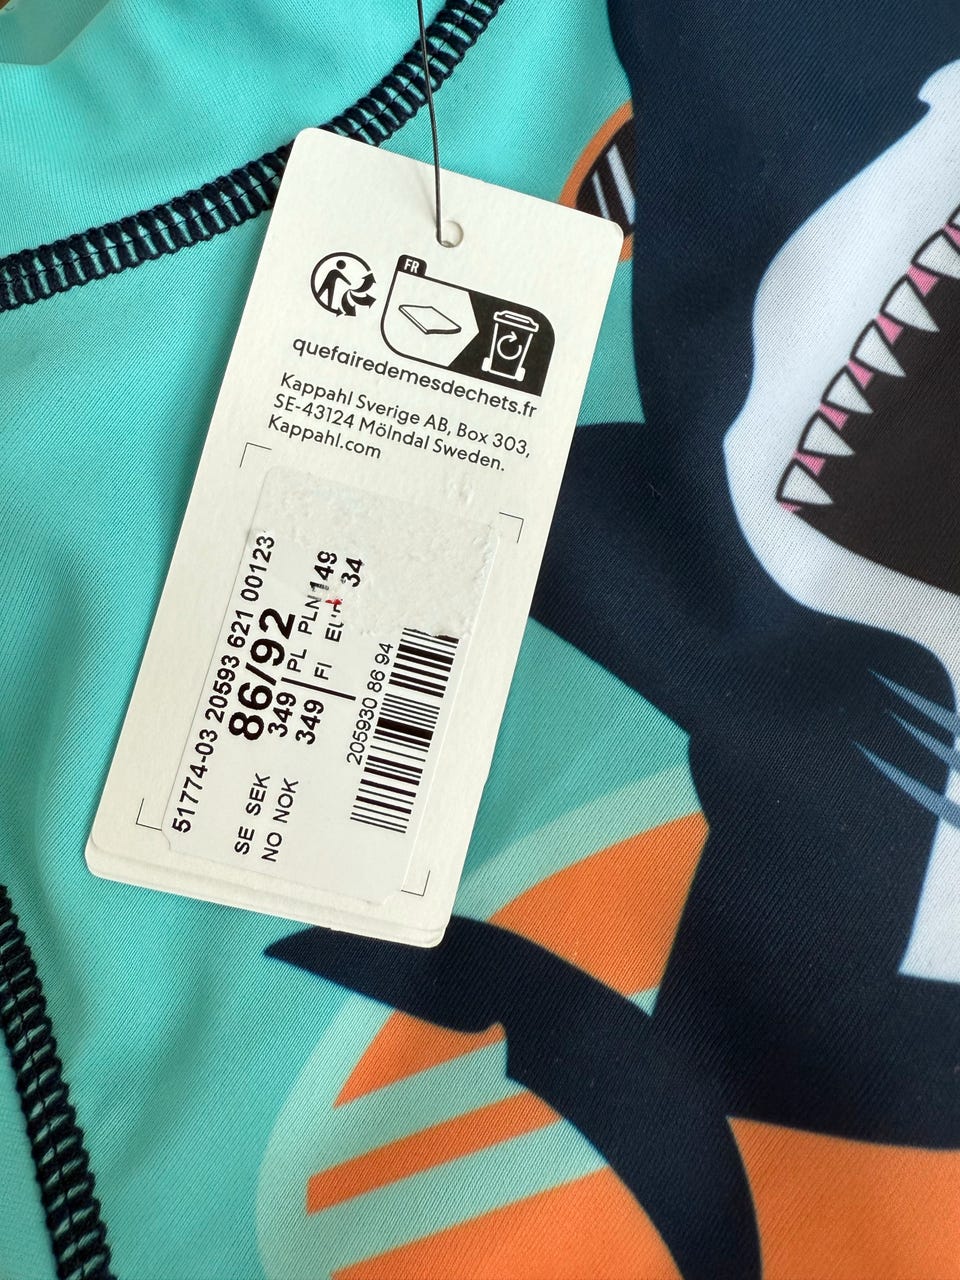 FR
quefairedemesdechets.fr
Kappahl Sverige AB, Box 303,
SE-43124 Mölndal Sweden.
Kappahl.com
51774-03 20593 621 00123
86/92
SE SEK 349 PL PLN 149
NO NOK 349 FI 34
205930 86 94